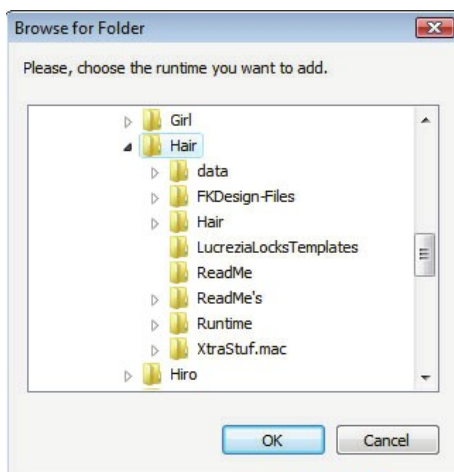 Browse for Folder
Please, choose the runtime you want to add.
Girl
Hair
data
FKDesign-Files
Hair
LucreziaLocksTemplates
ReadMe
ReadMe's
Runtime
XtraStuf.mac
Hiro
OK Cancel